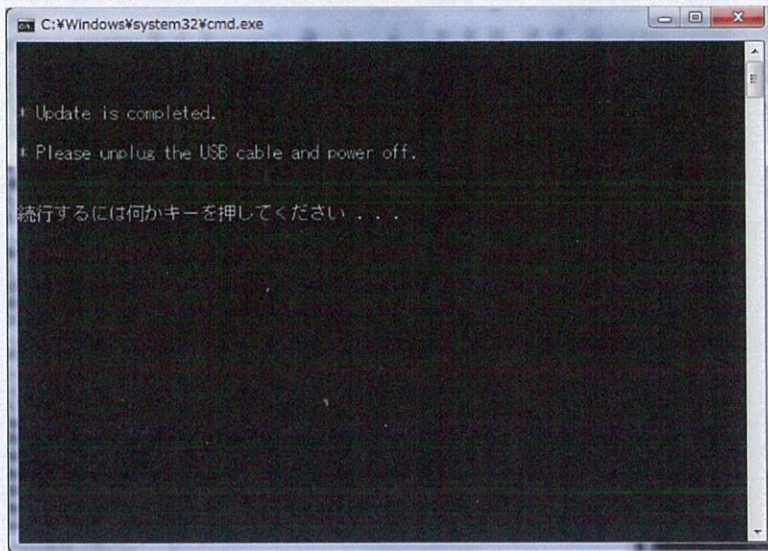 C:¥Windows¥system32¥cmd.exe
* Update is completed.
* Please unplug the USB cable and power off.
続行するには何かキーを押してください . . .